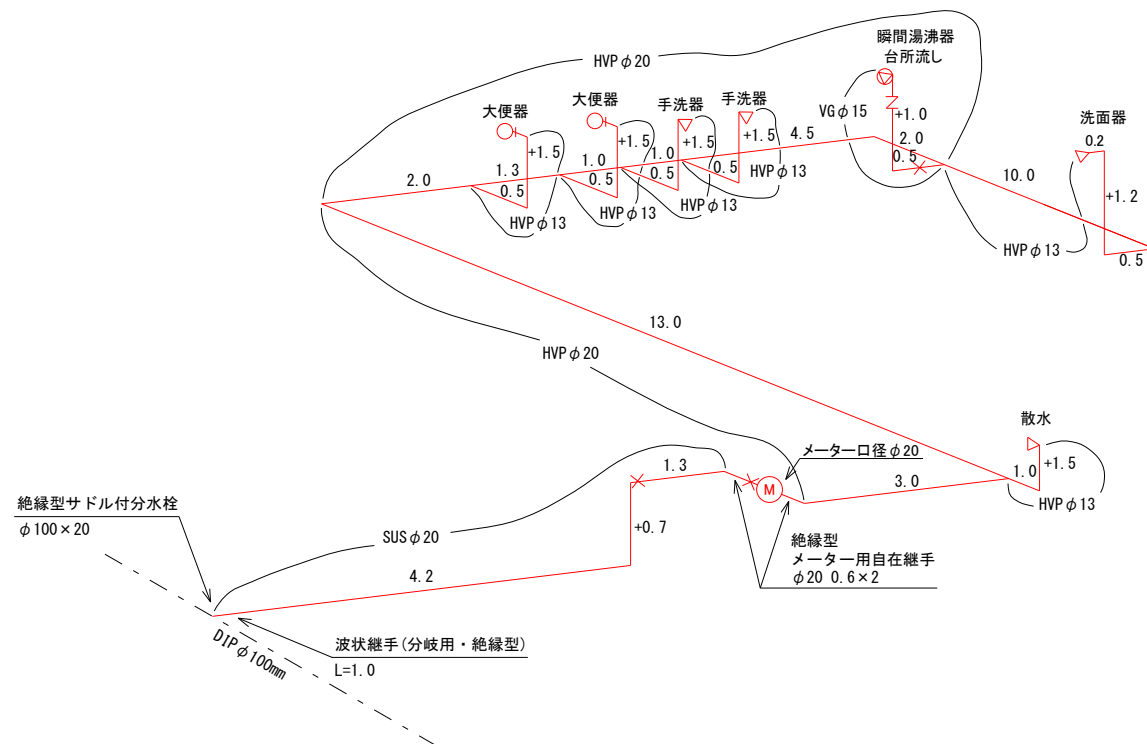 瞬間湯沸器
台所流し
HVPφ20
大便器
大便器
手洗器
手洗器
VGφ15
洗面器
+1.0
0.2
4.5
2.0
+1.5
+1.5
+1.5
+1.5
1.0
1.0
0.5
10.0
1.3
0.5
HVPφ13
2.0
0.5
0.5
0.5
HVPφ13
+1.2
HVPφ13
HVPφ13
HVPφ13
0.5
13.0
HVPφ20
散水
メーター口径φ20
1.3
M
1.0
+1.5
3.0
HVPφ13
絶縁型サドル付分水栓
φ100×20
SUSφ20
+0.7
絶縁型
メーター用自在継手
φ20 0.6×2
4.2
波状継手(分岐用・絶縁型)
L=1.0
DIPφ100mm